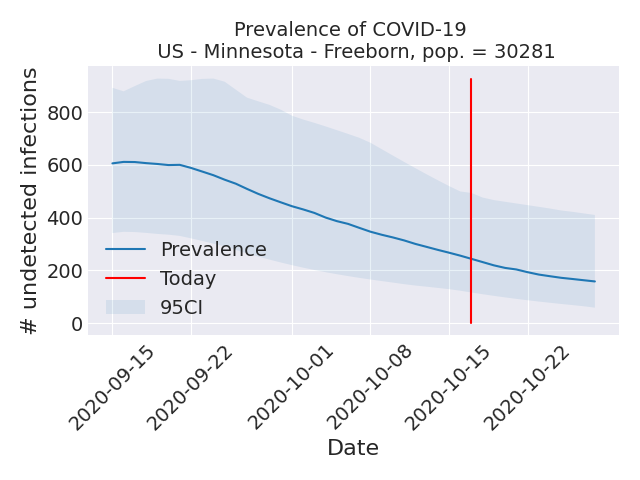 Prevalence of COVID-19
US - Minnesota - Freeborn, pop. = 30281
# undetected infections
800
600
400
200
0
Prevalence
Today
95CI
2020-09-15
2020-09-22
2020-10-01
2020-10-08
2020-10-15
2020-10-22
Date